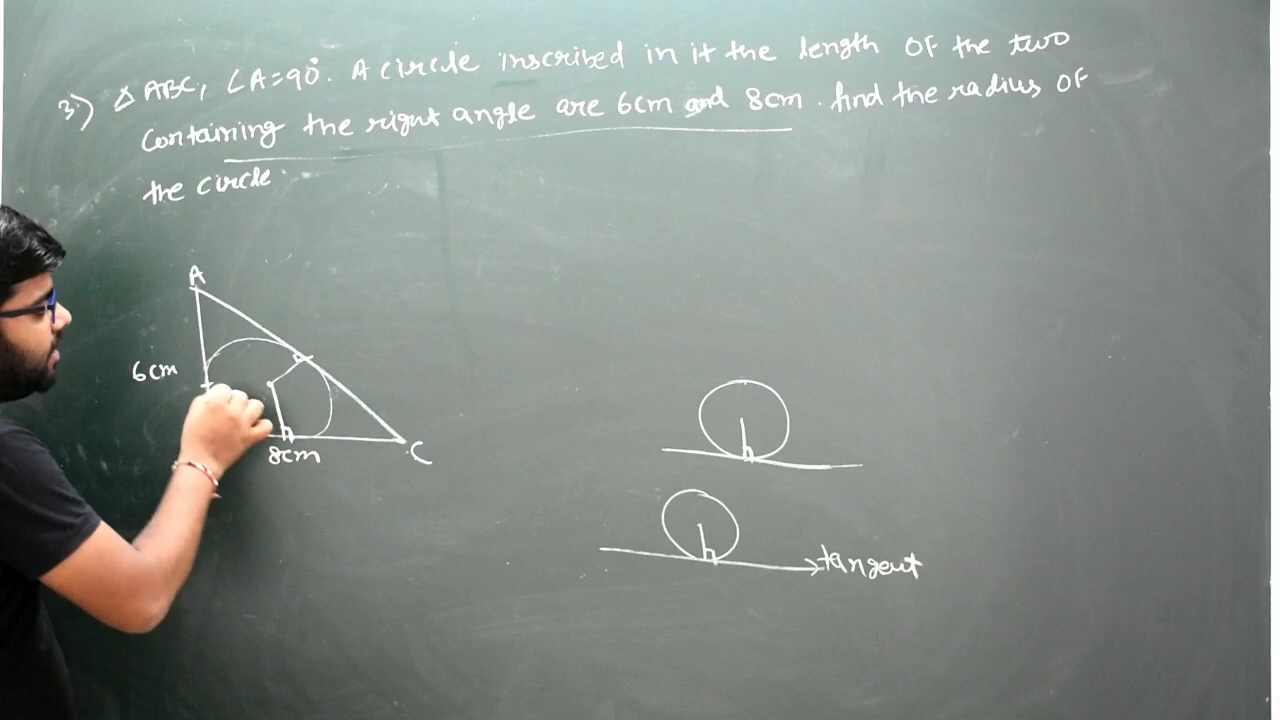 3.) △ ABC, ∠A=90°. A circle inscribed in it the length of the two
containing the right angle are 6cm and 8cm. find the radius of
the circle.
A
6cm
8cm
C
tangent